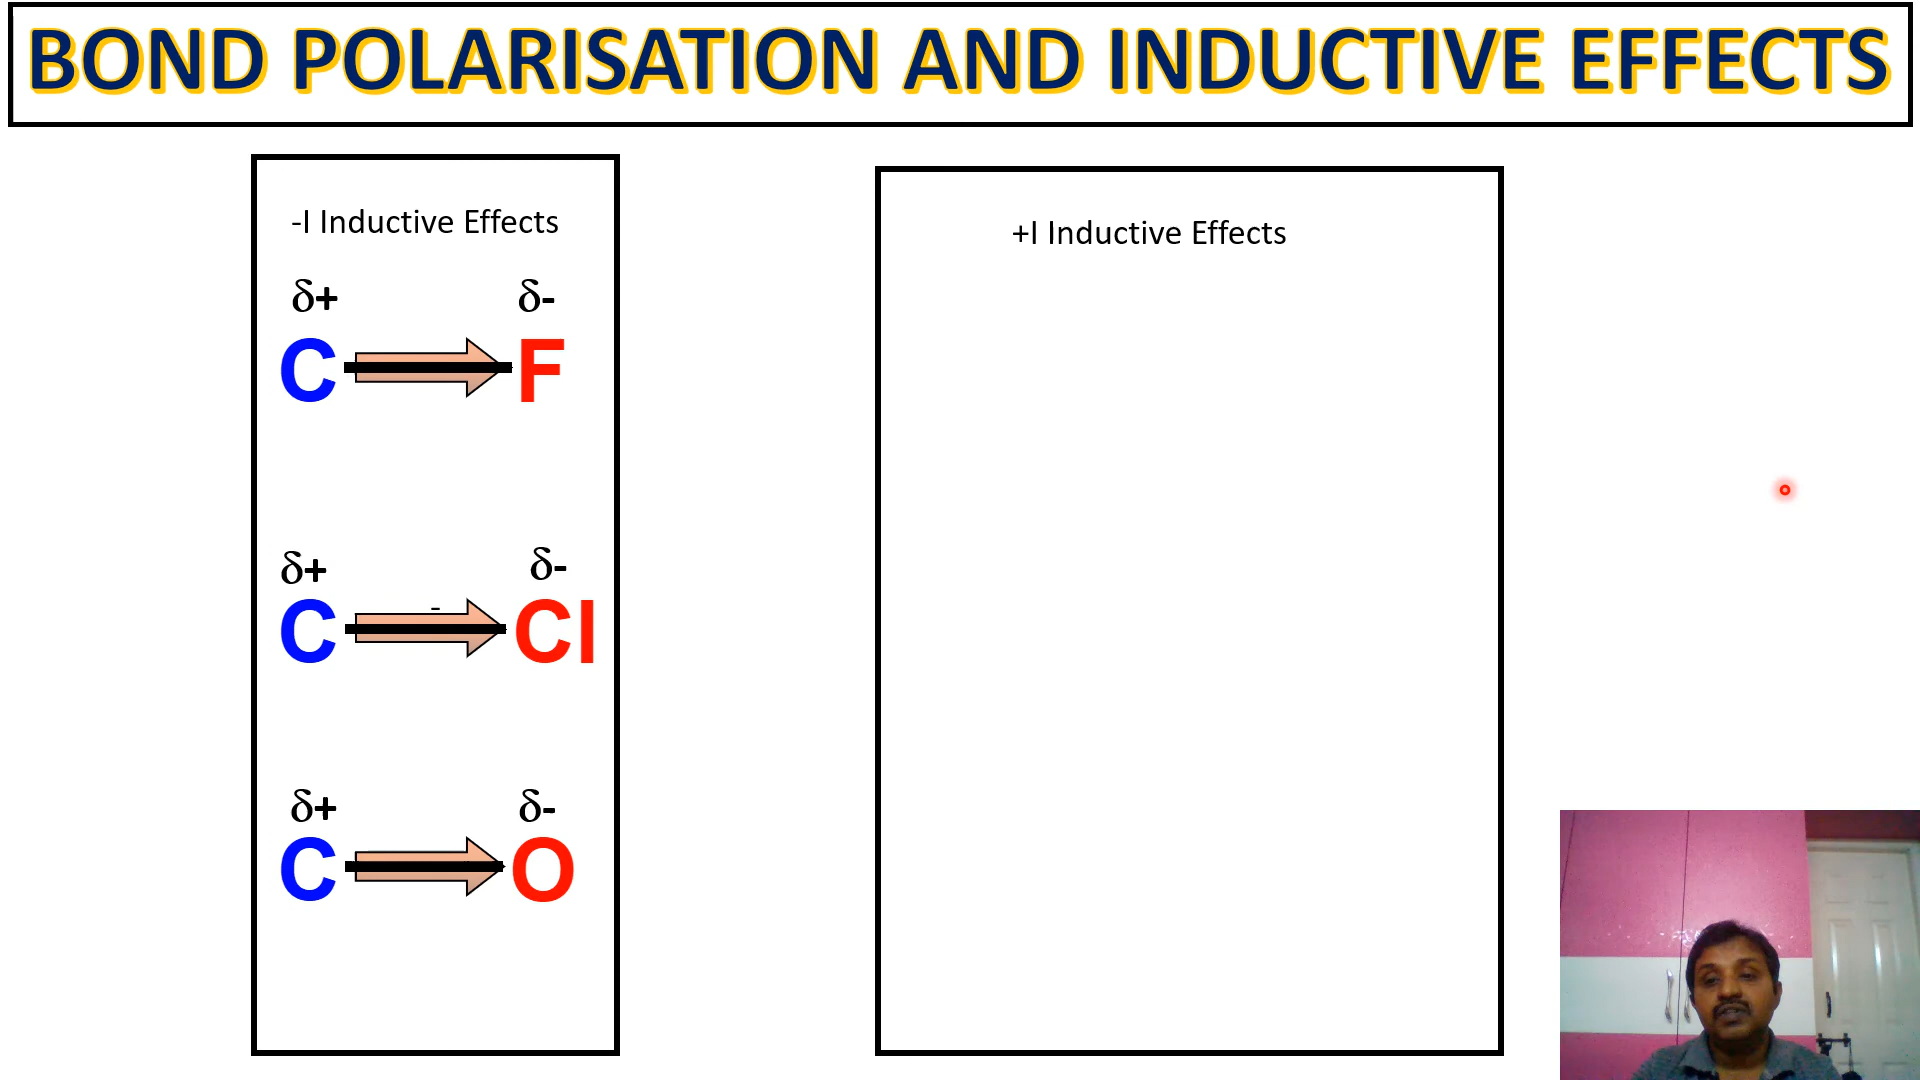 BOND POLARISATION AND INDUCTIVE EFFECTS
-I Inductive Effects
δ+ δ-
C F
δ+ δ-
- 
C Cl
δ+ δ-
C O
+I Inductive Effects